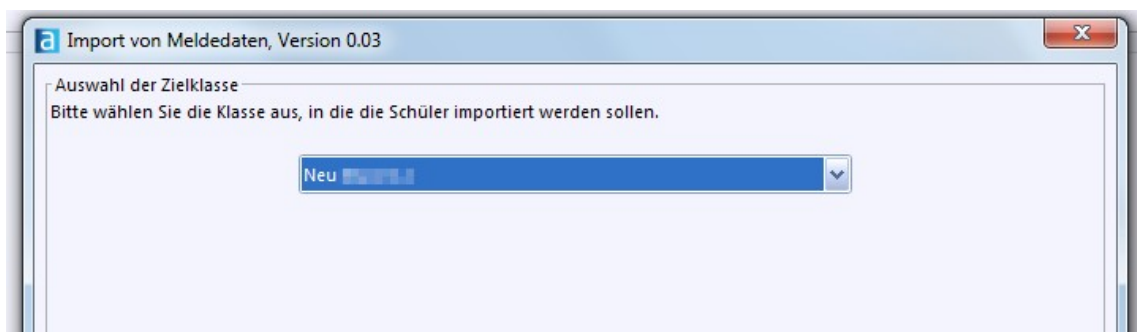 Import von Meldedaten, Version 0.03
Auswahl der Zielklasse
Bitte wählen Sie die Klasse aus, in die die Schüler importiert werden sollen.
Neu